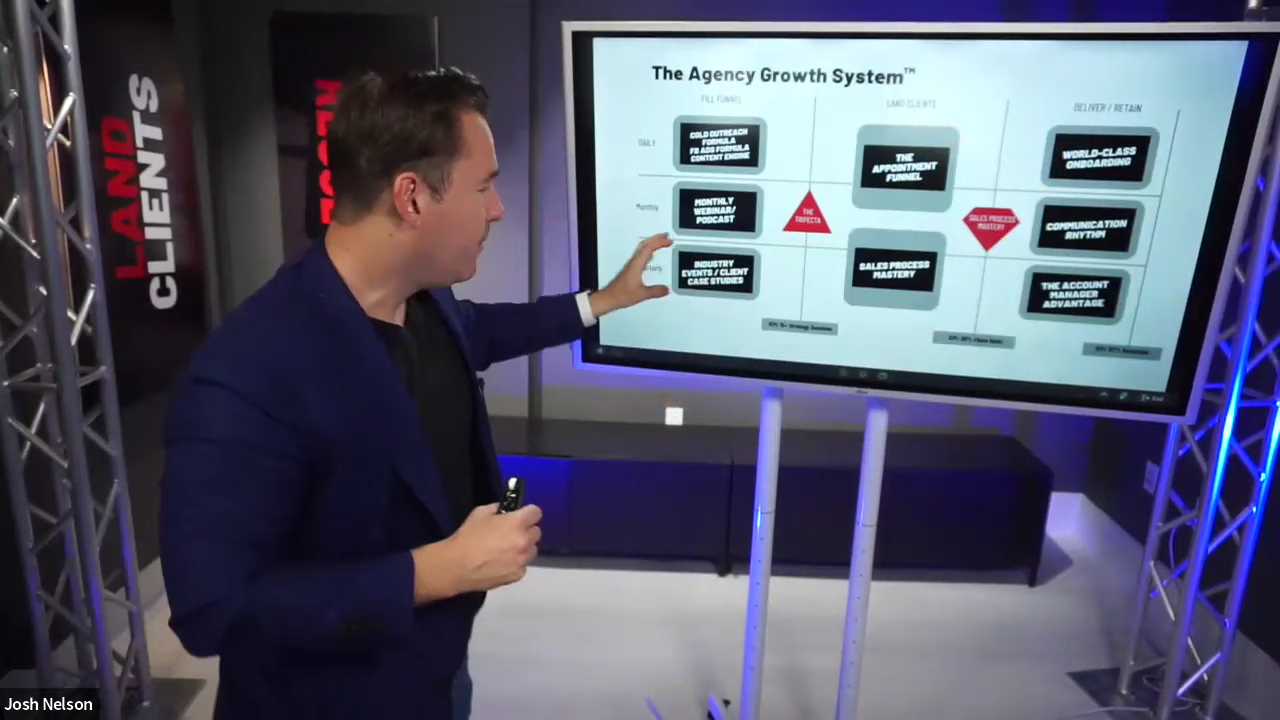 LAND
CLIENTS
The Agency Growth System™
FILL FUNNEL
LAND CLIENTS
DELIVER / RETAIN
DAILY
COLD OUTREACH
FORMULA
FB ADS FORMULA
CONTENT ENGINE
THE
APPOINTMENT
FUNNEL
WORLD-CLASS
ONBOARDING
Monthly
MONTHLY
WEBINAR/
PODCAST
THE
TRIFECTA
SALES PROCESS
MASTERY
COMMUNICATION
RHYTHM
INDUSTRY
EVENTS / CLIENT
CASE STUDIES
SALES PROCESS
MASTERY
THE ACCOUNT
MANAGER
ADVANTAGE
Josh Nelson